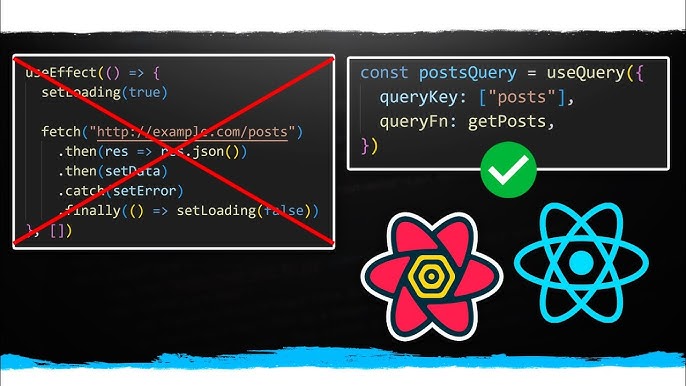 useEffect(() => {
setLoading(true)
fetch("http://example.com/posts")
.then(res => res.json())
.then(setData)
.catch(setError)
.finally(() => setLoading(false))
}, [])
const postsQuery = useQuery({
queryKey: ["posts"],
queryFn: getPosts,
})